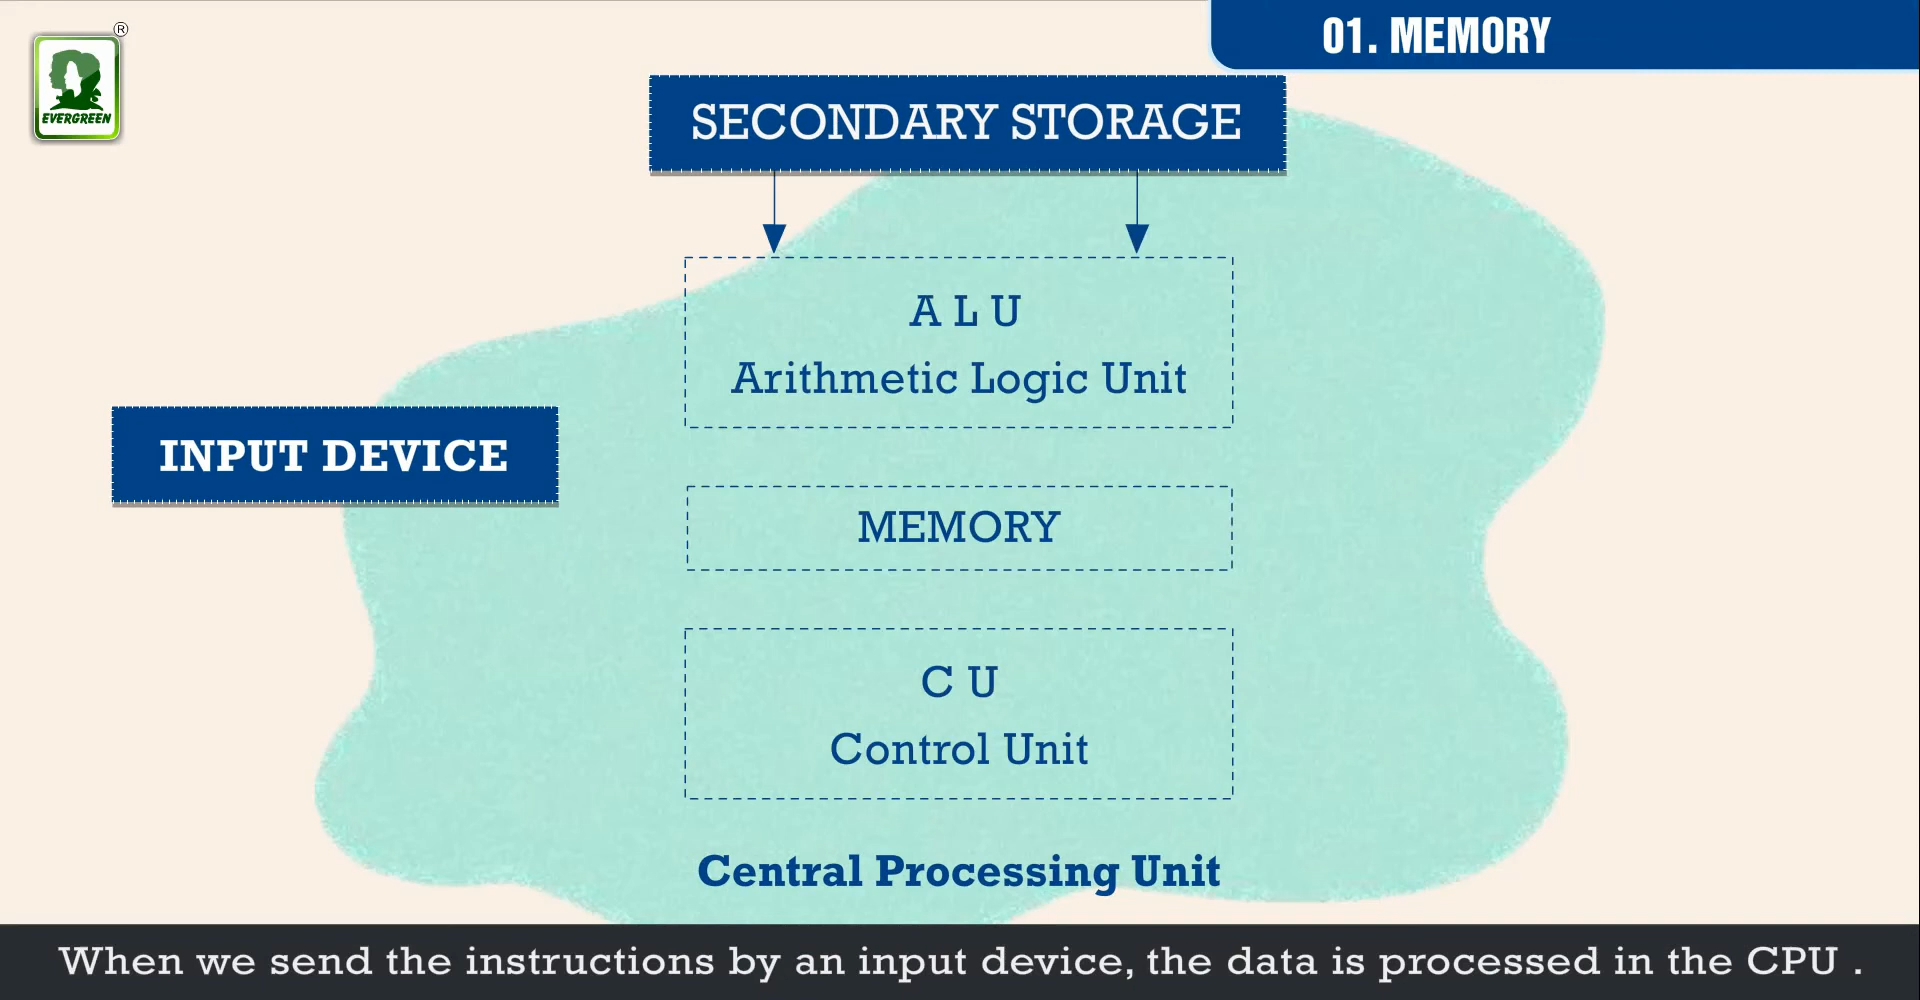 ®
EVERGREEN
01. MEMORY
SECONDARY STORAGE
A L U
Arithmetic Logic Unit
INPUT DEVICE
MEMORY
C U
Control Unit
Central Processing Unit
When we send the instructions by an input device, the data is processed in the CPU .